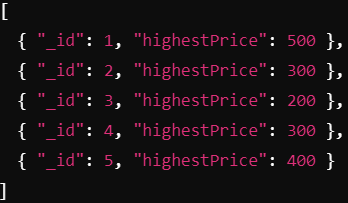 [
  { "_id": 1, "highestPrice": 500 },
  { "_id": 2, "highestPrice": 300 },
  { "_id": 3, "highestPrice": 200 },
  { "_id": 4, "highestPrice": 300 },
  { "_id": 5, "highestPrice": 400 }
]